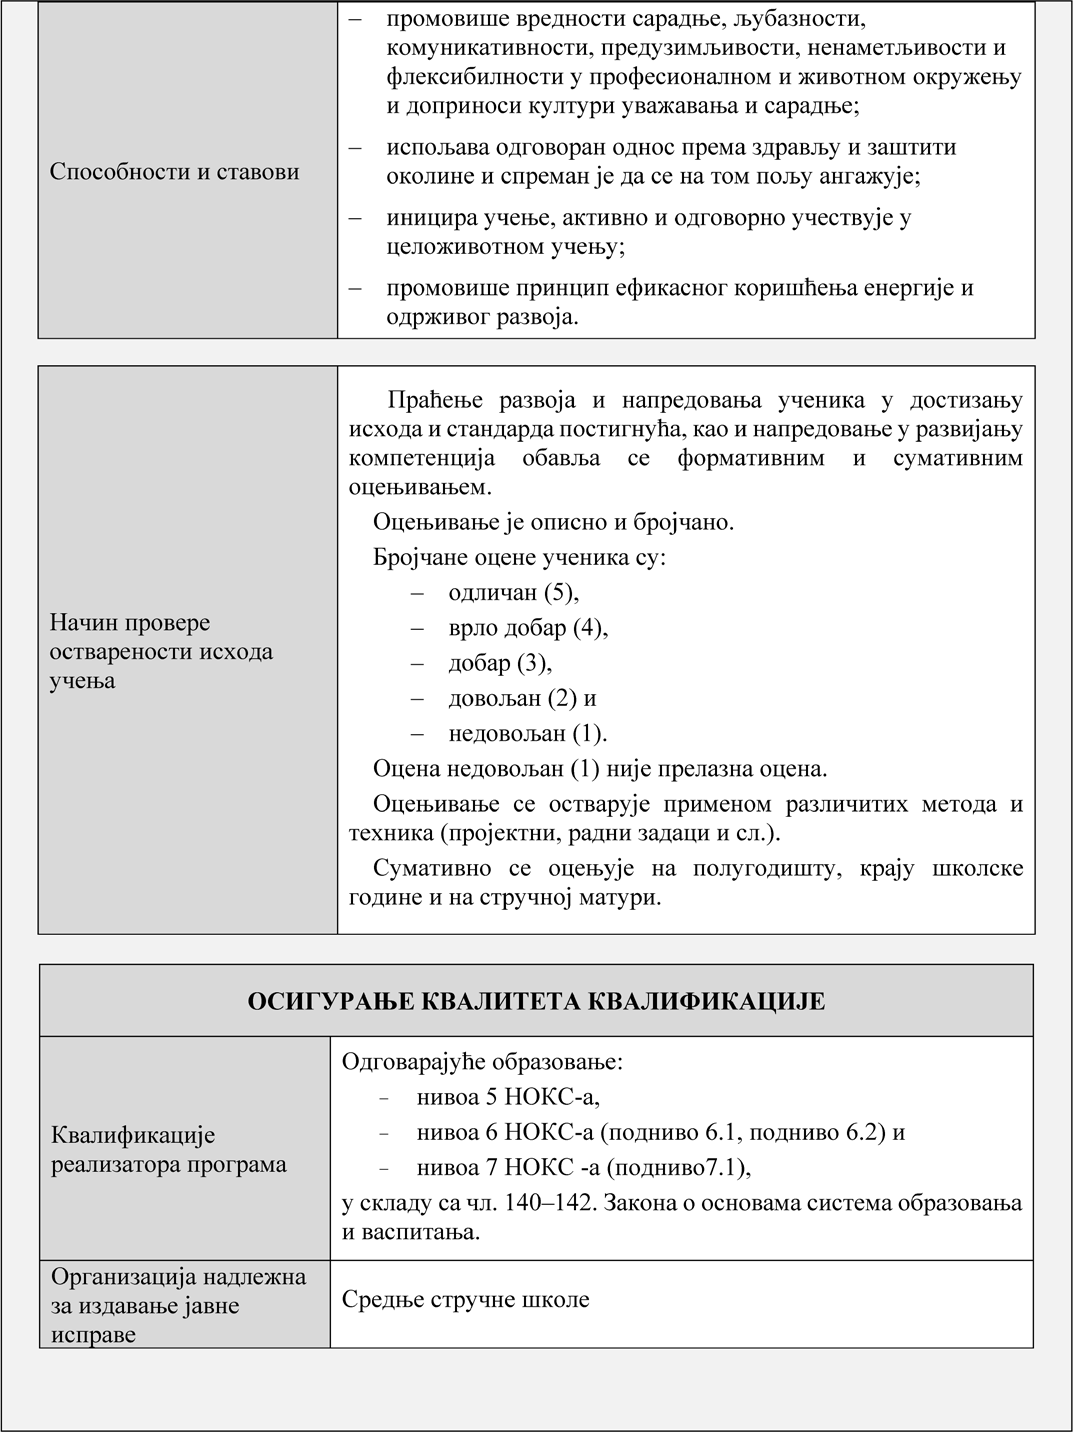 – промовише вредности сарадње, љубазности,
комуникативности, предузимљивости, ненаметљивости и
флексибилности у професионалном и животном окружењу
и доприноси култури уважавања и сарадње;
Способности и ставови
– испољава одговоран однос према здрављу и заштити
околине и спреман је да се на том пољу ангажује;
– иницира учење, активно и одговорно учествује у
целоживотном учењу;
– промовише принцип ефикасног коришћења енергије и
одрживог развоја.
Начин провере
остварености исхода
учења
Праћење развоја и напредовања ученика у достизању
исхода и стандарда постигнућа, као и напредовање у развијању
компетенција обавља се формативним и сумативним
оцењивањем.
Оцењивање је описно и бројчано.
Бројчане оцене ученика су:
– одличан (5),
– врло добар (4),
– добар (3),
– довољан (2) и
– недовољан (1).
Оцена недовољан (1) није прелазна оцена.
Оцењивање се остварује применом различитих метода и
техника (пројектни, радни задаци и сл.).
Сумативно се оцењује на полугодишту, крају школске
године и на стручној матури.
ОСИГУРАЊЕ КВАЛИТЕТА КВАЛИФИКАЦИЈЕ
Квалификације
реализатора програма
Одговарајуће образовање:
- нивоа 5 НОКС-а,
- нивоа 6 НОКС-а (подниво 6.1, подниво 6.2) и
- нивоа 7 НОКС -а (подниво7.1),
у складу са чл. 140–142. Закона о основама система образовања
и васпитања.
Организација надлежна
за издавање јавне
исправе
Средње стручне школе